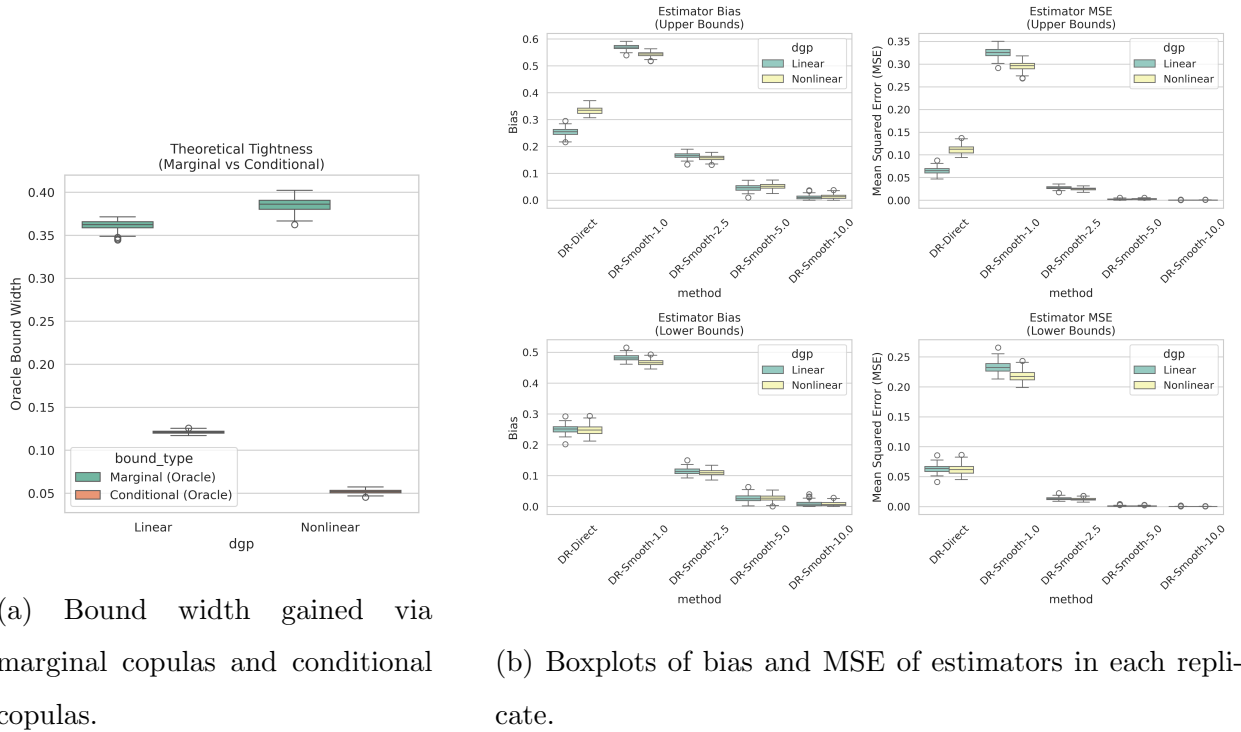 Theoretical Tightness
(Marginal vs Conditional)
Oracle Bound Width
0.40
0.35
0.30
0.25
0.20
0.15
0.10
0.05
bound_type
Marginal (Oracle)
Conditional (Oracle)
Linear
Nonlinear
dgp
(a) Bound width gained via
marginal copulas and conditional
copulas.
Estimator Bias
(Upper Bounds)
Bias
0.6
0.5
0.4
0.3
0.2
0.1
0.0
dgp
Linear
Nonlinear
DR-Direct
DR-Smooth-1.0
DR-Smooth-2.5
DR-Smooth-5.0
DR-Smooth-10.0
method
Estimator MSE
(Upper Bounds)
Mean Squared Error (MSE)
0.35
0.30
0.25
0.20
0.15
0.10
0.05
0.00
dgp
Linear
Nonlinear
DR-Direct
DR-Smooth-1.0
DR-Smooth-2.5
DR-Smooth-5.0
DR-Smooth-10.0
method
Estimator Bias
(Lower Bounds)
Bias
0.5
0.4
0.3
0.2
0.1
0.0
dgp
Linear
Nonlinear
DR-Direct
DR-Smooth-1.0
DR-Smooth-2.5
DR-Smooth-5.0
DR-Smooth-10.0
method
Estimator MSE
(Lower Bounds)
Mean Squared Error (MSE)
0.25
0.20
0.15
0.10
0.05
0.00
dgp
Linear
Nonlinear
DR-Direct
DR-Smooth-1.0
DR-Smooth-2.5
DR-Smooth-5.0
DR-Smooth-10.0
method
(b) Boxplots of bias and MSE of estimators in each repli-
cate.